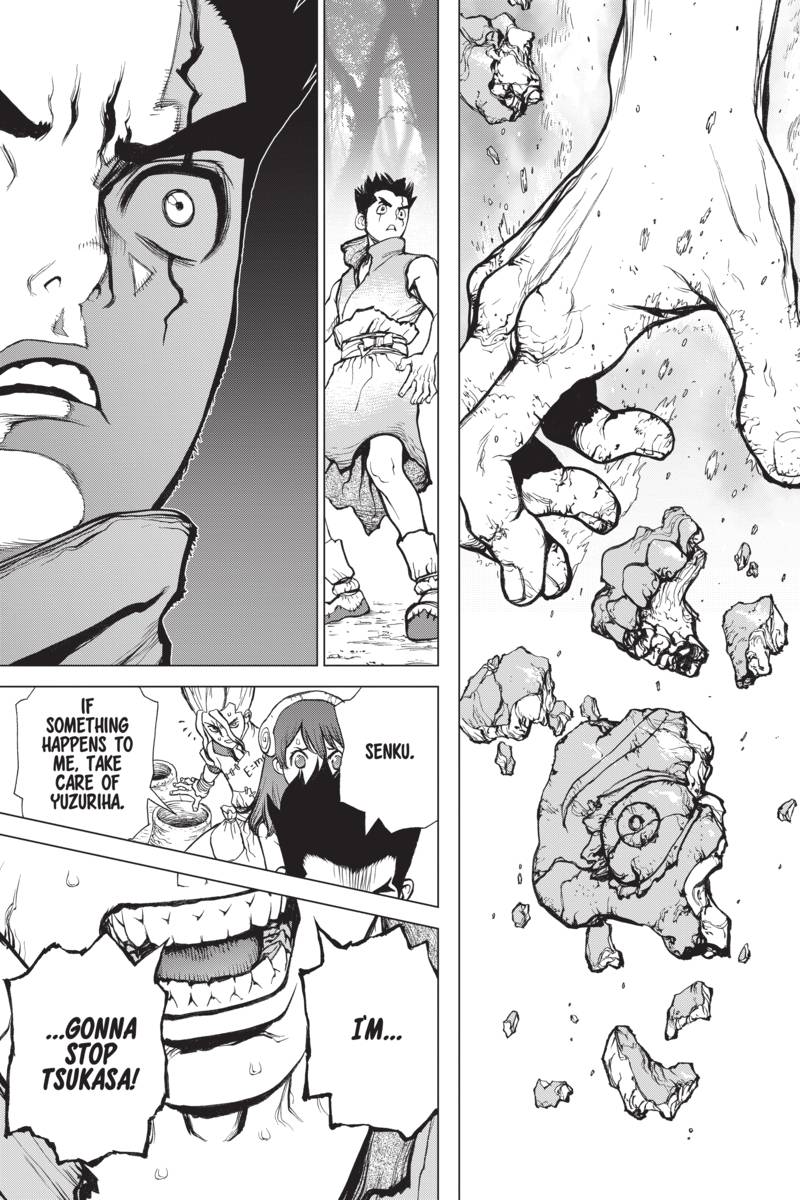 SENKU.
IF
SOMETHING
HAPPENS TO
ME, TAKE
CARE OF
YUZURIHA.
I'M...
...GONNA
STOP
TSUKASA!